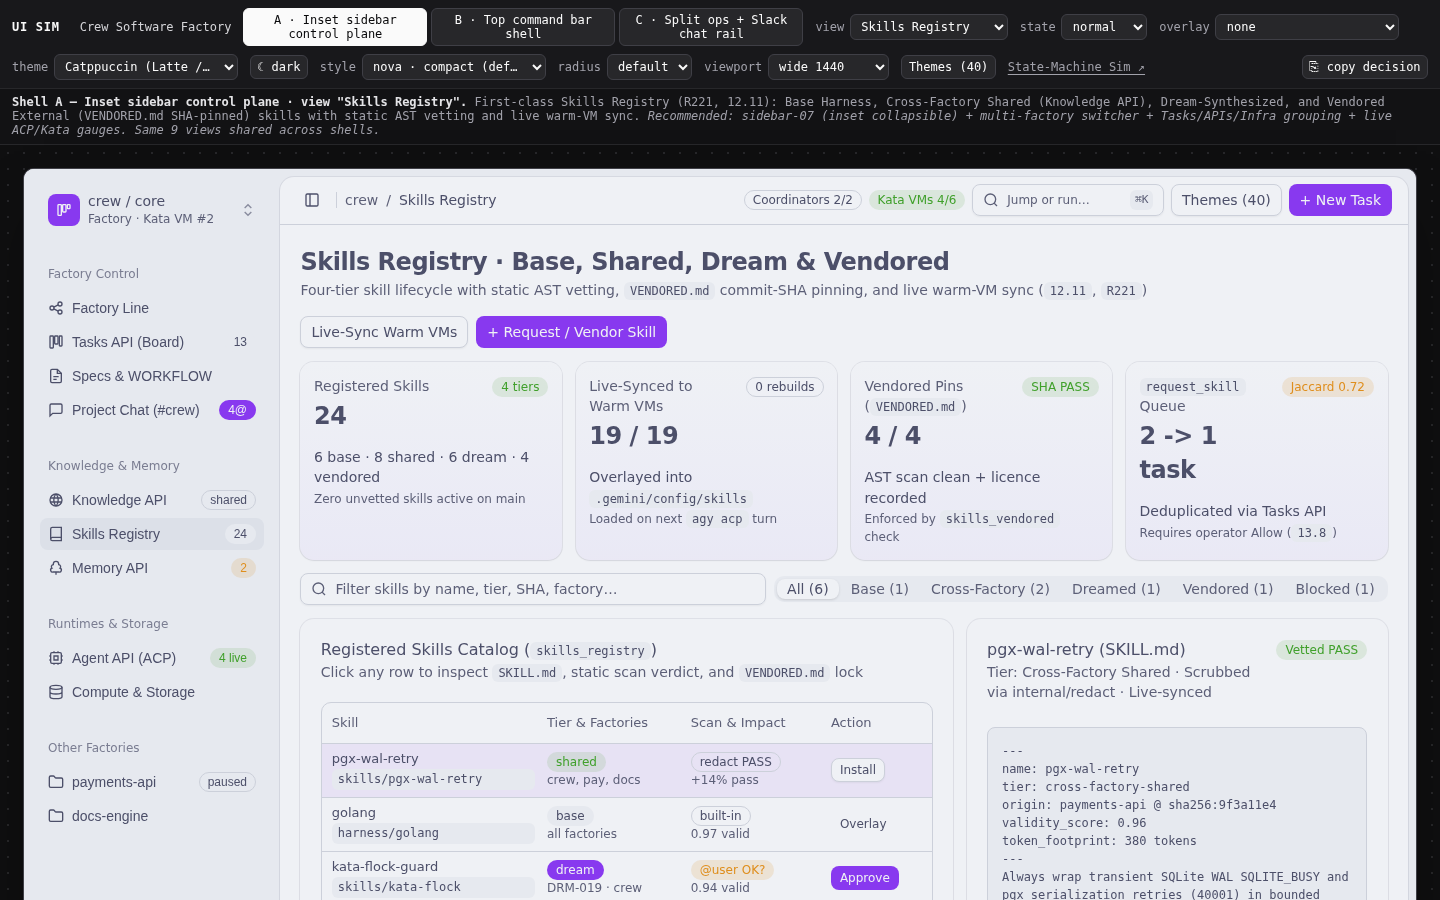 UI SIM Crew Software Factory
A · Inset sidebar control plane
B · Top command bar shell
C · Split ops + Slack chat rail
view Skills Registry state normal overlay none
theme Catppuccin (Latte /… ☾ dark style nova · compact (def… radius default viewport wide 1440 Themes (40) State-Machine Sim ↗ ⎘ copy decision
Shell A — Inset sidebar control plane · view "Skills Registry". First-class Skills Registry (R221, 12.11): Base Harness, Cross-Factory Shared (Knowledge API), Dream-Synthesized, and Vendored
External (VENDORED.md SHA-pinned) skills with static AST vetting and live warm-VM sync. Recommended: sidebar-07 (inset collapsible) + multi-factory switcher + Tasks/APIs/Infra grouping + live
ACP/Kata gauges. Same 9 views shared across shells.
crew / core
Factory · Kata VM #2
Factory Control
Factory Line
Tasks API (Board) 13
Specs & WORKFLOW
Project Chat (#crew) 4@
Knowledge & Memory
Knowledge API shared
Skills Registry 24
Memory API 2
Runtimes & Storage
Agent API (ACP) 4 live
Compute & Storage
Other Factories
payments-api paused
docs-engine
crew / Skills Registry
Coordinators 2/2 Kata VMs 4/6 Jump or run… ⌘K Themes (40) + New Task
Skills Registry · Base, Shared, Dream & Vendored
Four-tier skill lifecycle with static AST vetting, VENDORED.md commit-SHA pinning, and live warm-VM sync ( 12.11 , R221 )
Live-Sync Warm VMs + Request / Vendor Skill
Registered Skills 4 tiers
24
6 base · 8 shared · 6 dream · 4
vendored
Zero unvetted skills active on main
Live-Synced to 0 rebuilds
Warm VMs
19 / 19
Overlayed into
.gemini/config/skills
Loaded on next agy acp turn
Vendored Pins SHA PASS
( VENDORED.md )
4 / 4
AST scan clean + licence
recorded
Enforced by skills_vendored
check
request_skill Jaccard 0.72
Queue
2 -> 1
task
Deduplicated via Tasks API
Requires operator Allow ( 13.8 )
Filter skills by name, tier, SHA, factory…
All (6) Base (1) Cross-Factory (2) Dreamed (1) Vendored (1) Blocked (1)
Registered Skills Catalog ( skills_registry )
Click any row to inspect SKILL.md , static scan verdict, and VENDORED.md lock
Skill Tier & Factories Scan & Impact Action
pgx-wal-retry shared redact PASS Install
skills/pgx-wal-retry crew, pay, docs +14% pass
golang base built-in Overlay
harness/golang all factories 0.97 valid
kata-flock-guard dream @user OK? Approve
skills/kata-flock DRM-019 · crew 0.94 valid
pgx-wal-retry (SKILL.md) Vetted PASS
Tier: Cross-Factory Shared · Scrubbed
via internal/redact · Live-synced
---
name: pgx-wal-retry
tier: cross-factory-shared
origin: payments-api @ sha256:9f3a11e4
validity_score: 0.96
token_footprint: 380 tokens
---
Always wrap transient SQLite WAL SQLITE_BUSY and
pgx serialization retries (40001) in bounded